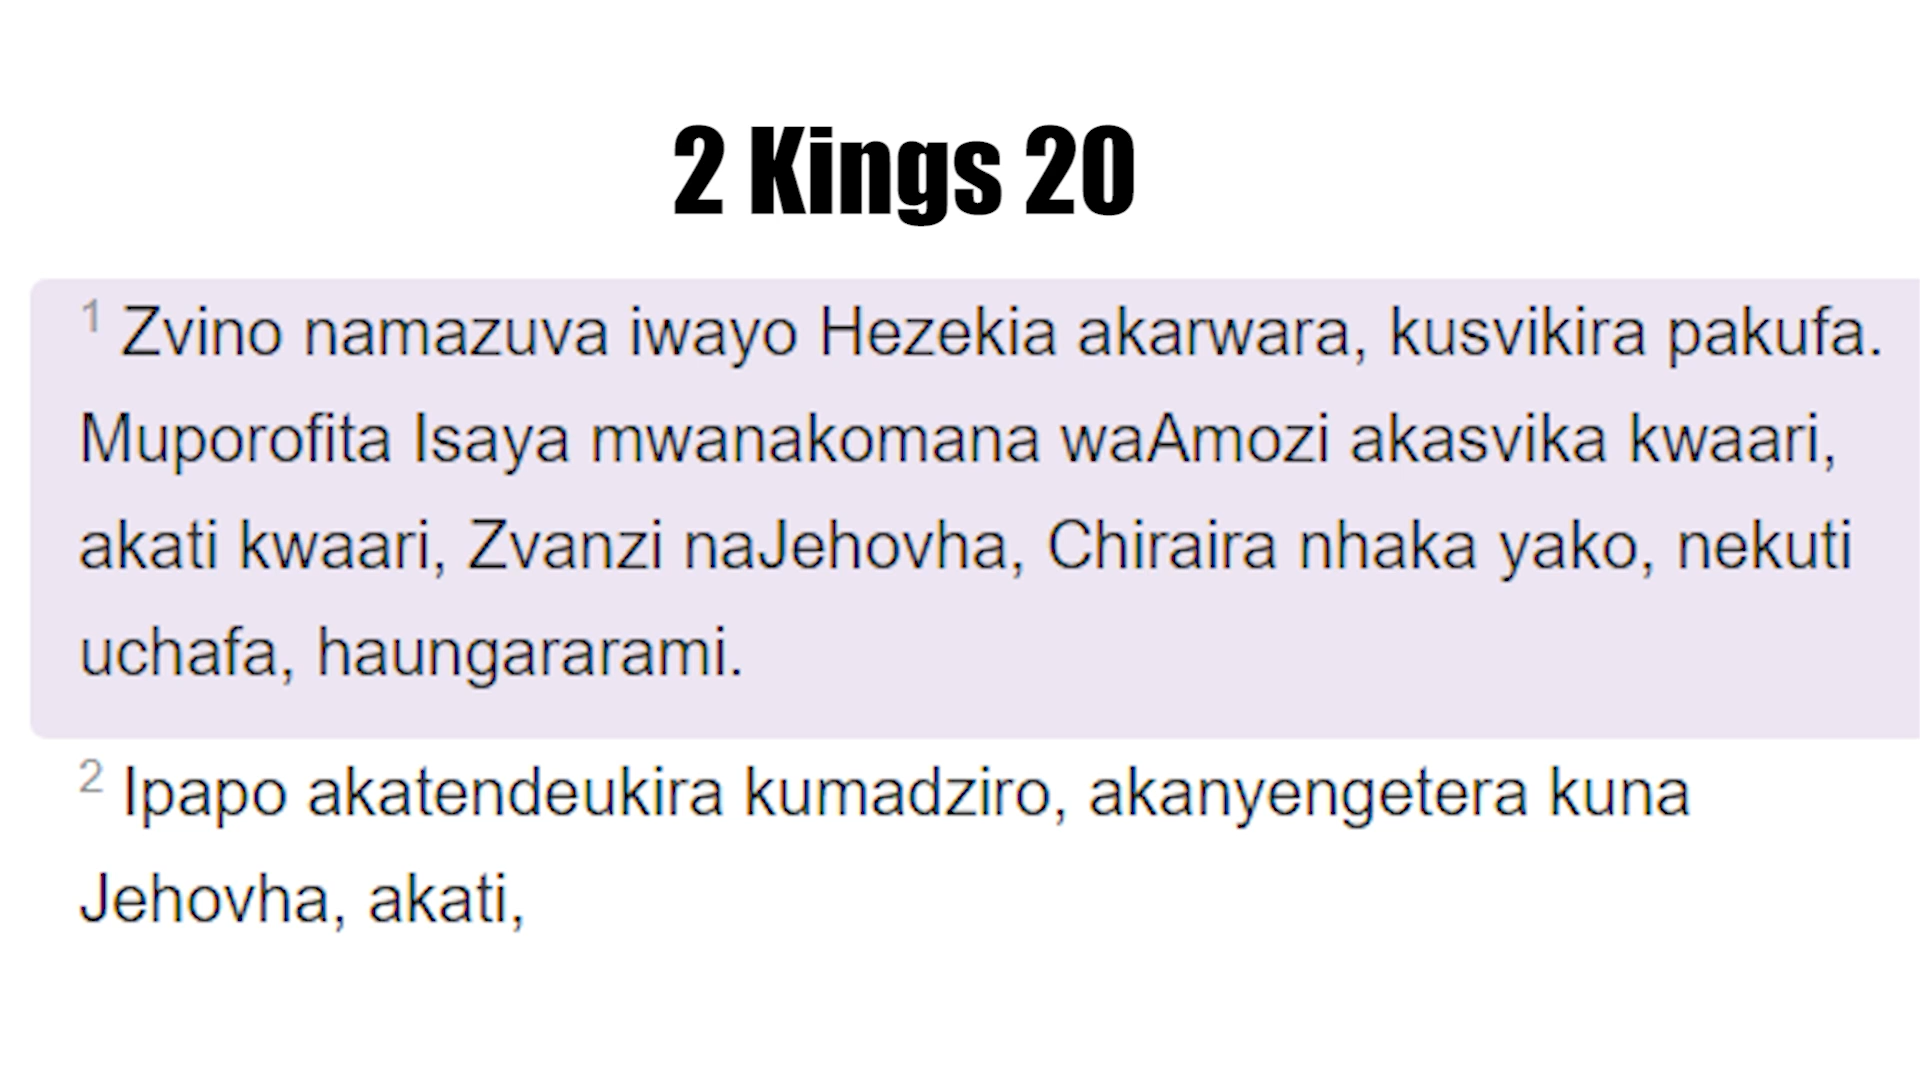 2 Kings 20
1 Zvino namazuva iwayo Hezekia akarwara, kusvikira pakufa.
Muporofita Isaya mwanakomana waAmozi akasvika kwaari,
akati kwaari, Zvanzi naJehovha, Chiraira nhaka yako, nekuti
uchafa, haungararami.
2 Ipapo akatendeukira kumadziro, akanyengetera kuna
Jehovha, akati,